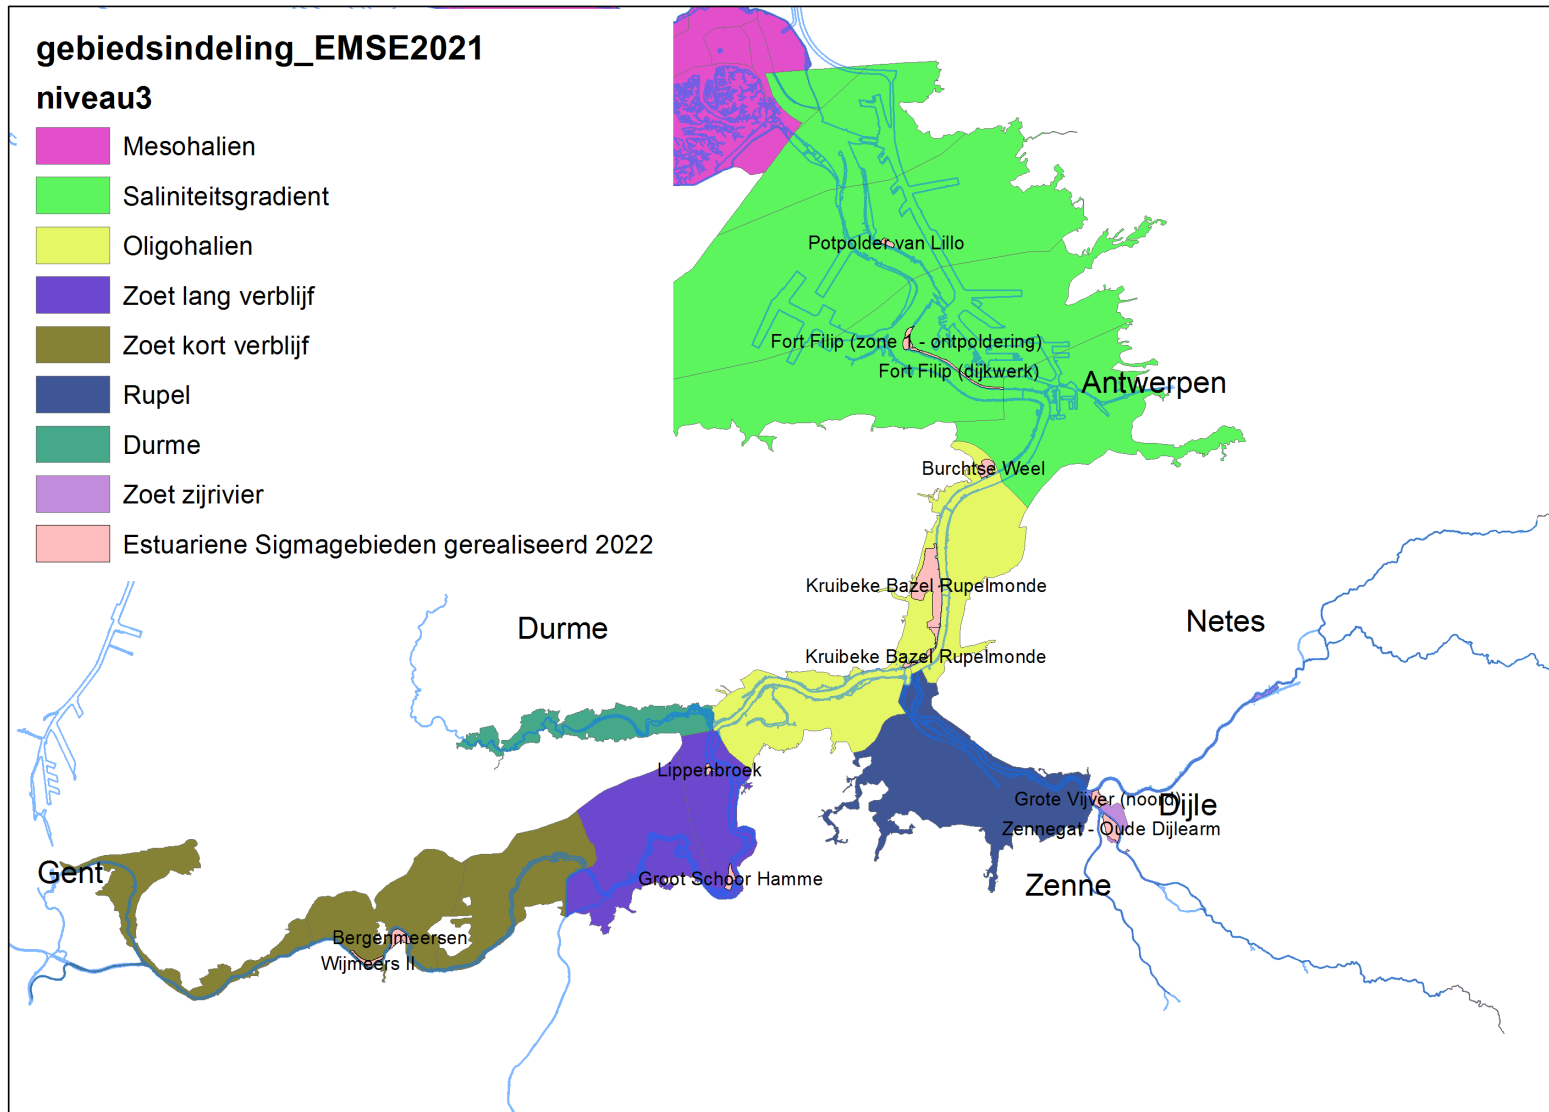 gebiedsindeling_EMSE2021
niveau3
Mesohalien
Saliniteitsgradient
Oligohalien
Zoet lang verblijf
Zoet kort verblijf
Rupel
Durme
Zoet zijrivier
Estuariene Sigmagebieden gerealiseerd 2022
Potpolder van Lillo
Fort Filip (zone 1 - ontpoldering)
Fort Filip (dijkwerk)
Antwerpen
Burchtse Weel
Kruibeke Bazel Rupelmonde
Durme
Netes
Kruibeke Bazel Rupelmonde
Lippenbroek
Grote Vijver (noord)
Dijle
Zennegat - Oude Dijlearm
Gent
Groot Schoor Hamme
Zenne
Bergenmeersen
Wijmeers II